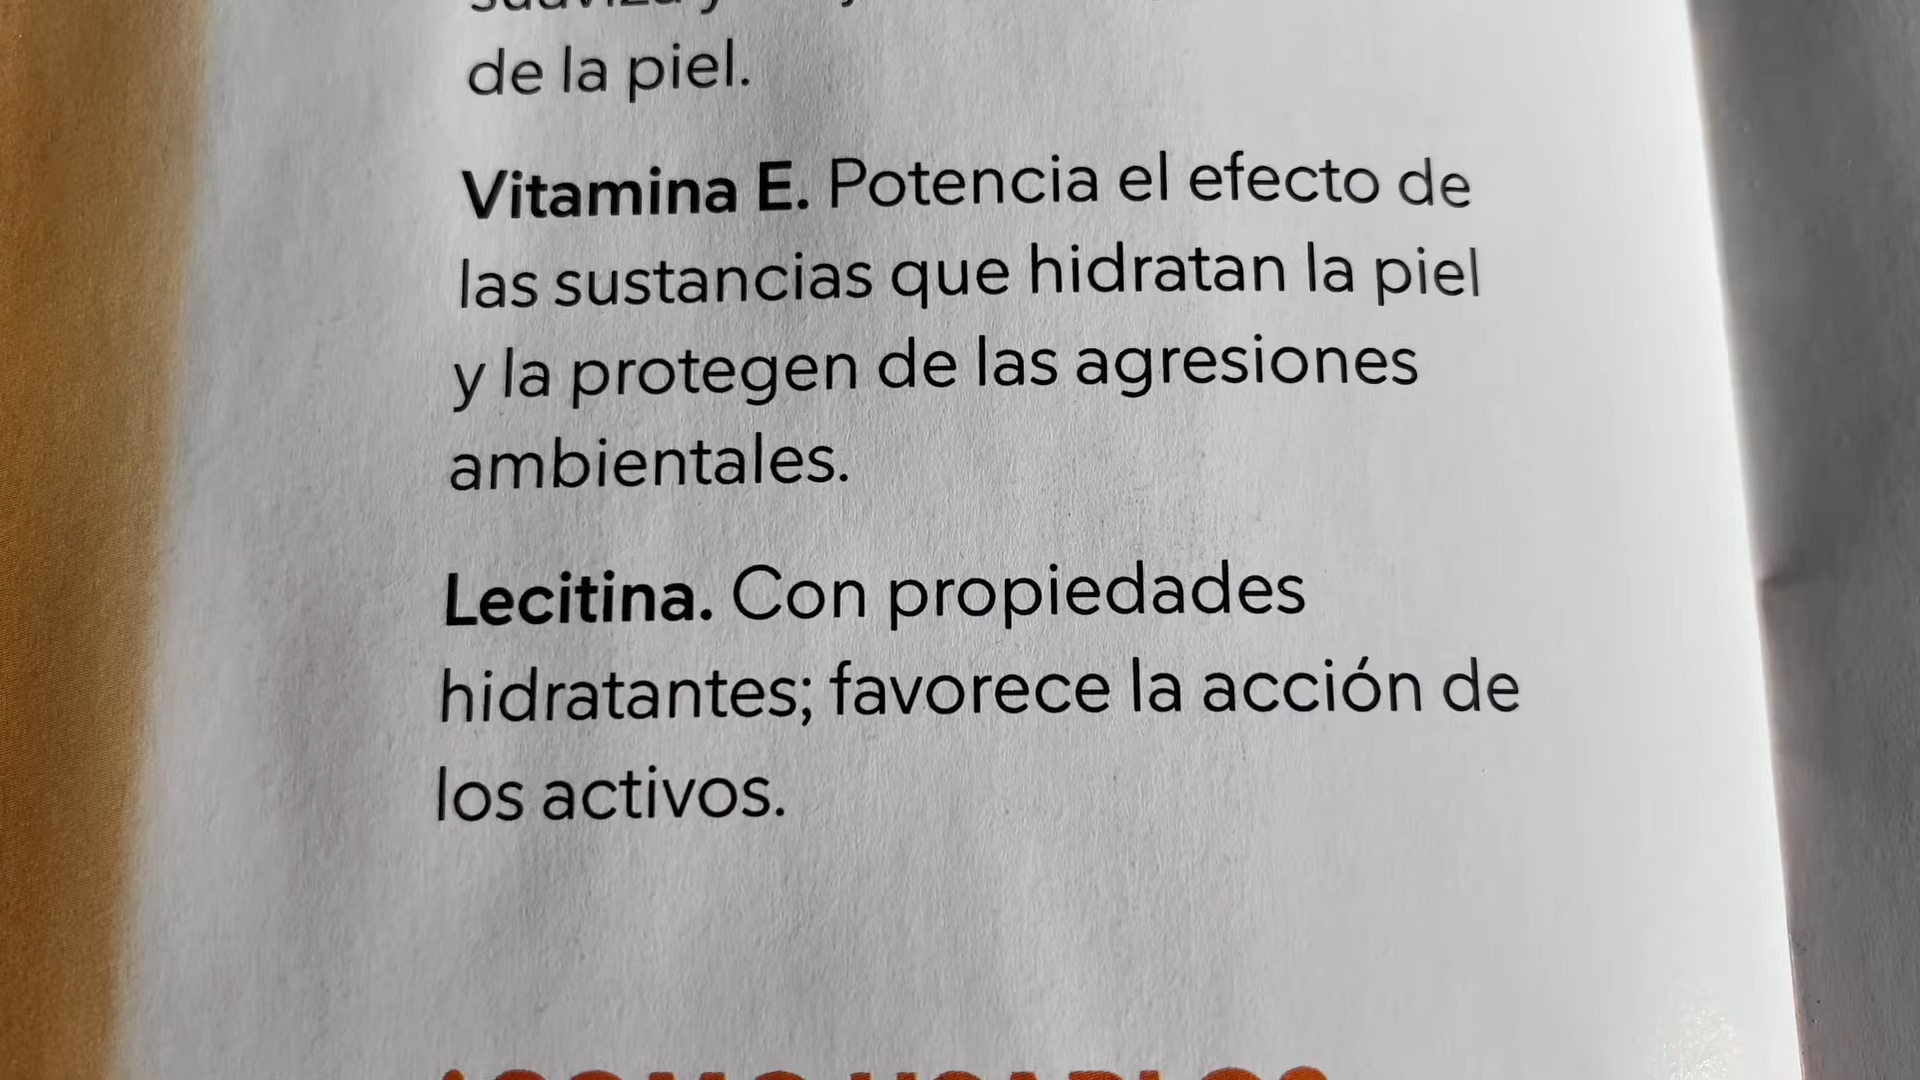 suaviza y
de la piel.
Vitamina E. Potencia el efecto de
las sustancias que hidratan la piel
y la protegen de las agresiones
ambientales.
Lecitina. Con propiedades
hidratantes; favorece la acción de
los activos.